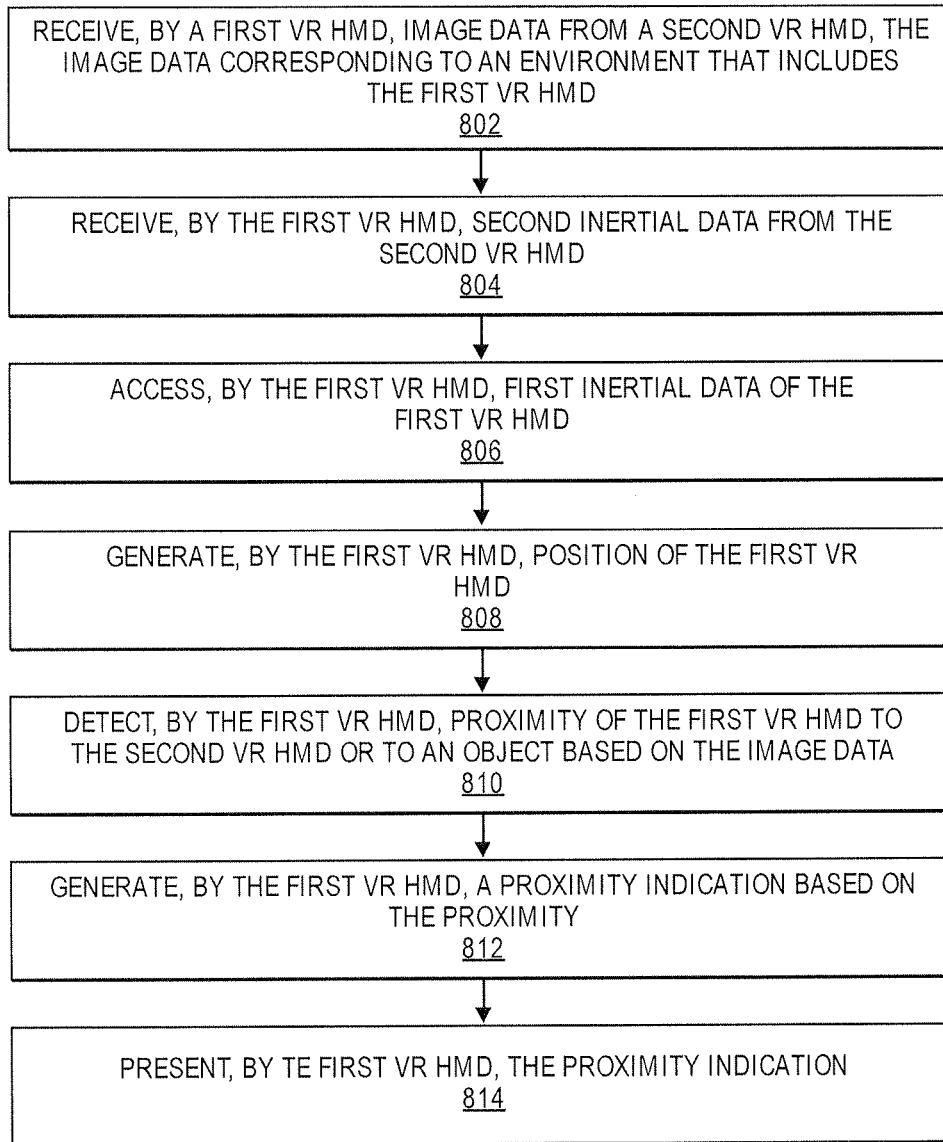 RECEIVE, BY A FIRST VR HMD, IMAGE DATA FROM A SECOND VR HMD, THE
IMAGE DATA CORRESPONDING TO AN ENVIRONMENT THAT INCLUDES
THE FIRST VR HMD
802
RECEIVE, BY THE FIRST VR HMD, SECOND INERTIAL DATA FROM THE
SECOND VR HMD
804
ACCESS, BY THE FIRST VR HMD, FIRST INERTIAL DATA OF THE
FIRST VR HMD
806
GENERATE, BY THE FIRST VR HMD, POSITION OF THE FIRST VR
HMD
808
DETECT, BY THE FIRST VR HMD, PROXIMITY OF THE FIRST VR HMD TO
THE SECOND VR HMD OR TO AN OBJECT BASED ON THE IMAGE DATA
810
GENERATE, BY THE FIRST VR HMD, A PROXIMITY INDICATION BASED ON
THE PROXIMITY
812
PRESENT, BY TE FIRST VR HMD, THE PROXIMITY INDICATION
814